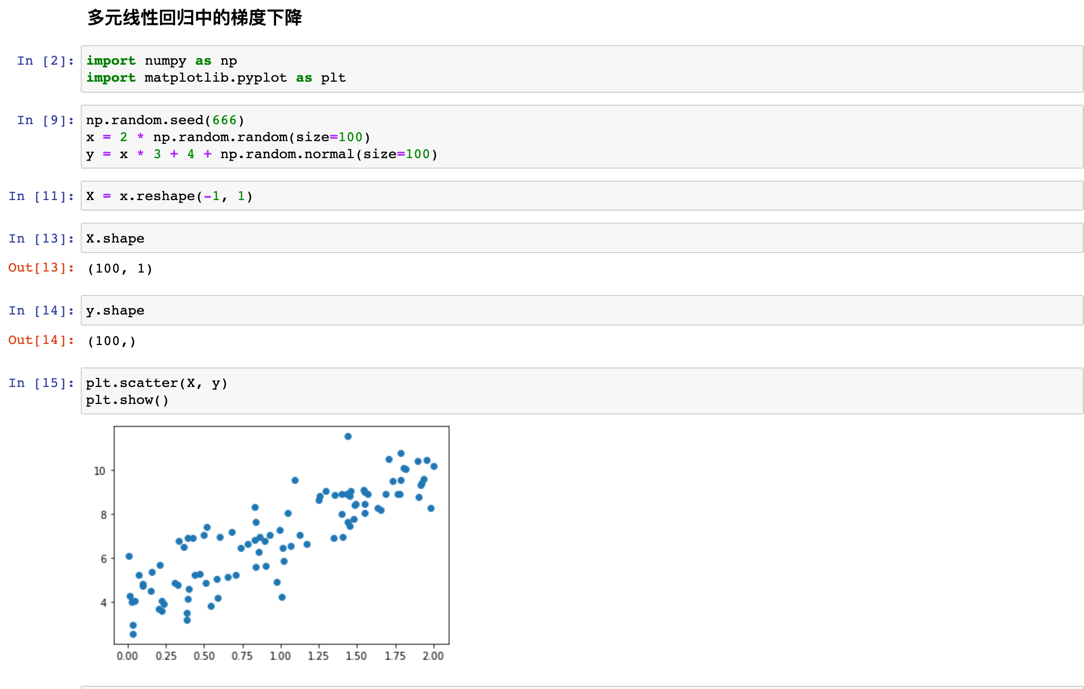 多元线性回归中的梯度下降
In [2]: import numpy as np
import matplotlib.pyplot as plt
In [9]: np.random.seed(666)
x = 2 * np.random.random(size=100)
y = x * 3 + 4 + np.random.normal(size=100)
In [11]: X = x.reshape(-1, 1)
In [13]: X.shape
Out[13]: (100, 1)
In [14]: y.shape
Out[14]: (100,)
In [15]: plt.scatter(X, y)
plt.show()
10
8
6
4
0.00 0.25 0.50 0.75 1.00 1.25 1.50 1.75 2.00